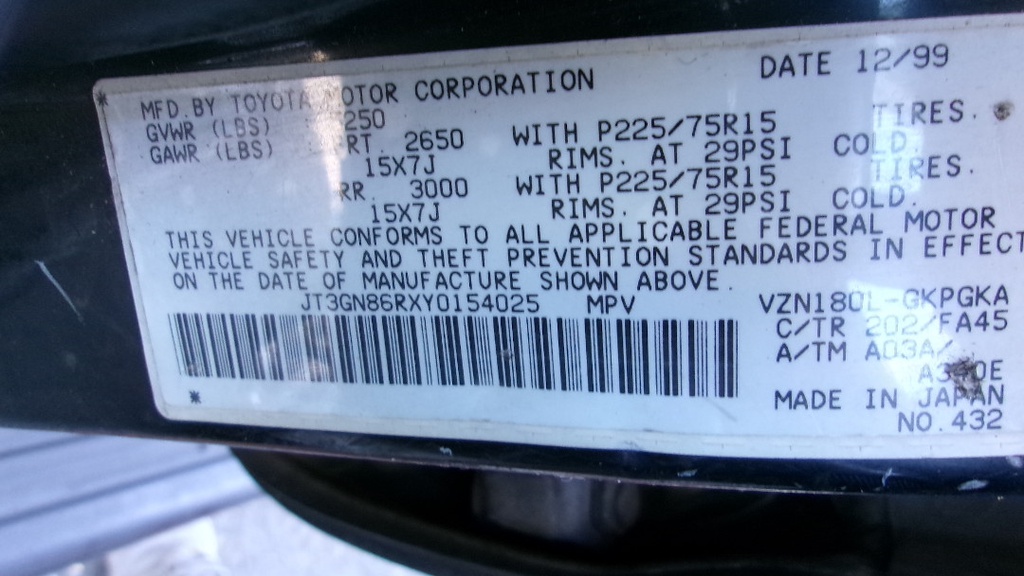 MFD. BY TOYOTA MOTOR CORPORATION DATE 12/99
GVWR (LBS) 250
GAWR (LBS) FRT. 2650 WITH P225/75R15 TIRES.
15X7J RIMS. AT 29PSI COLD.
RR. 3000 WITH P225/75R15 TIRES.
15X7J RIMS. AT 29PSI COLD.
THIS VEHICLE CONFORMS TO ALL APPLICABLE FEDERAL MOTOR
VEHICLE SAFETY AND THEFT PREVENTION STANDARDS IN EFFECT
ON THE DATE OF MANUFACTURE SHOWN ABOVE.
JT3GN86RXY0154025 MPV VZN180L-GKPGKA
C/TR 202/FA45
A/TM A03A/
MADE IN JAPAN
NO. 432